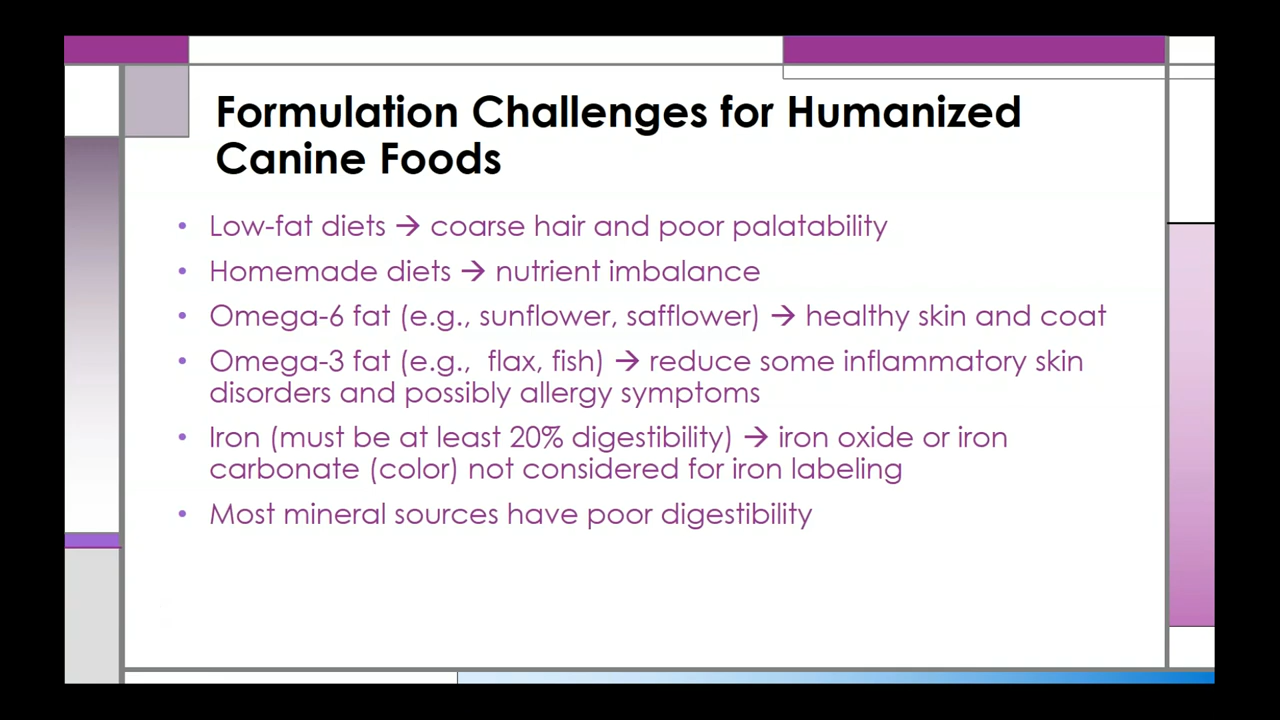 Formulation Challenges for Humanized
Canine Foods
• Low-fat diets → coarse hair and poor palatability
• Homemade diets → nutrient imbalance
• Omega-6 fat (e.g., sunflower, safflower) → healthy skin and coat
• Omega-3 fat (e.g.,  flax, fish) → reduce some inflammatory skin
disorders and possibly allergy symptoms
• Iron (must be at least 20% digestibility) → iron oxide or iron
carbonate (color) not considered for iron labeling
• Most mineral sources have poor digestibility